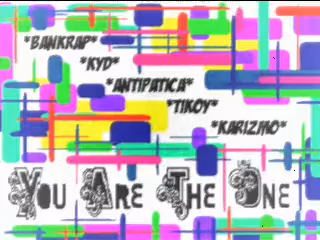 *BANKRAP*
*KYD*
*ANTIPATICA*
*TIKOY*
*KARIZMO*
YOU ARE THE ONE